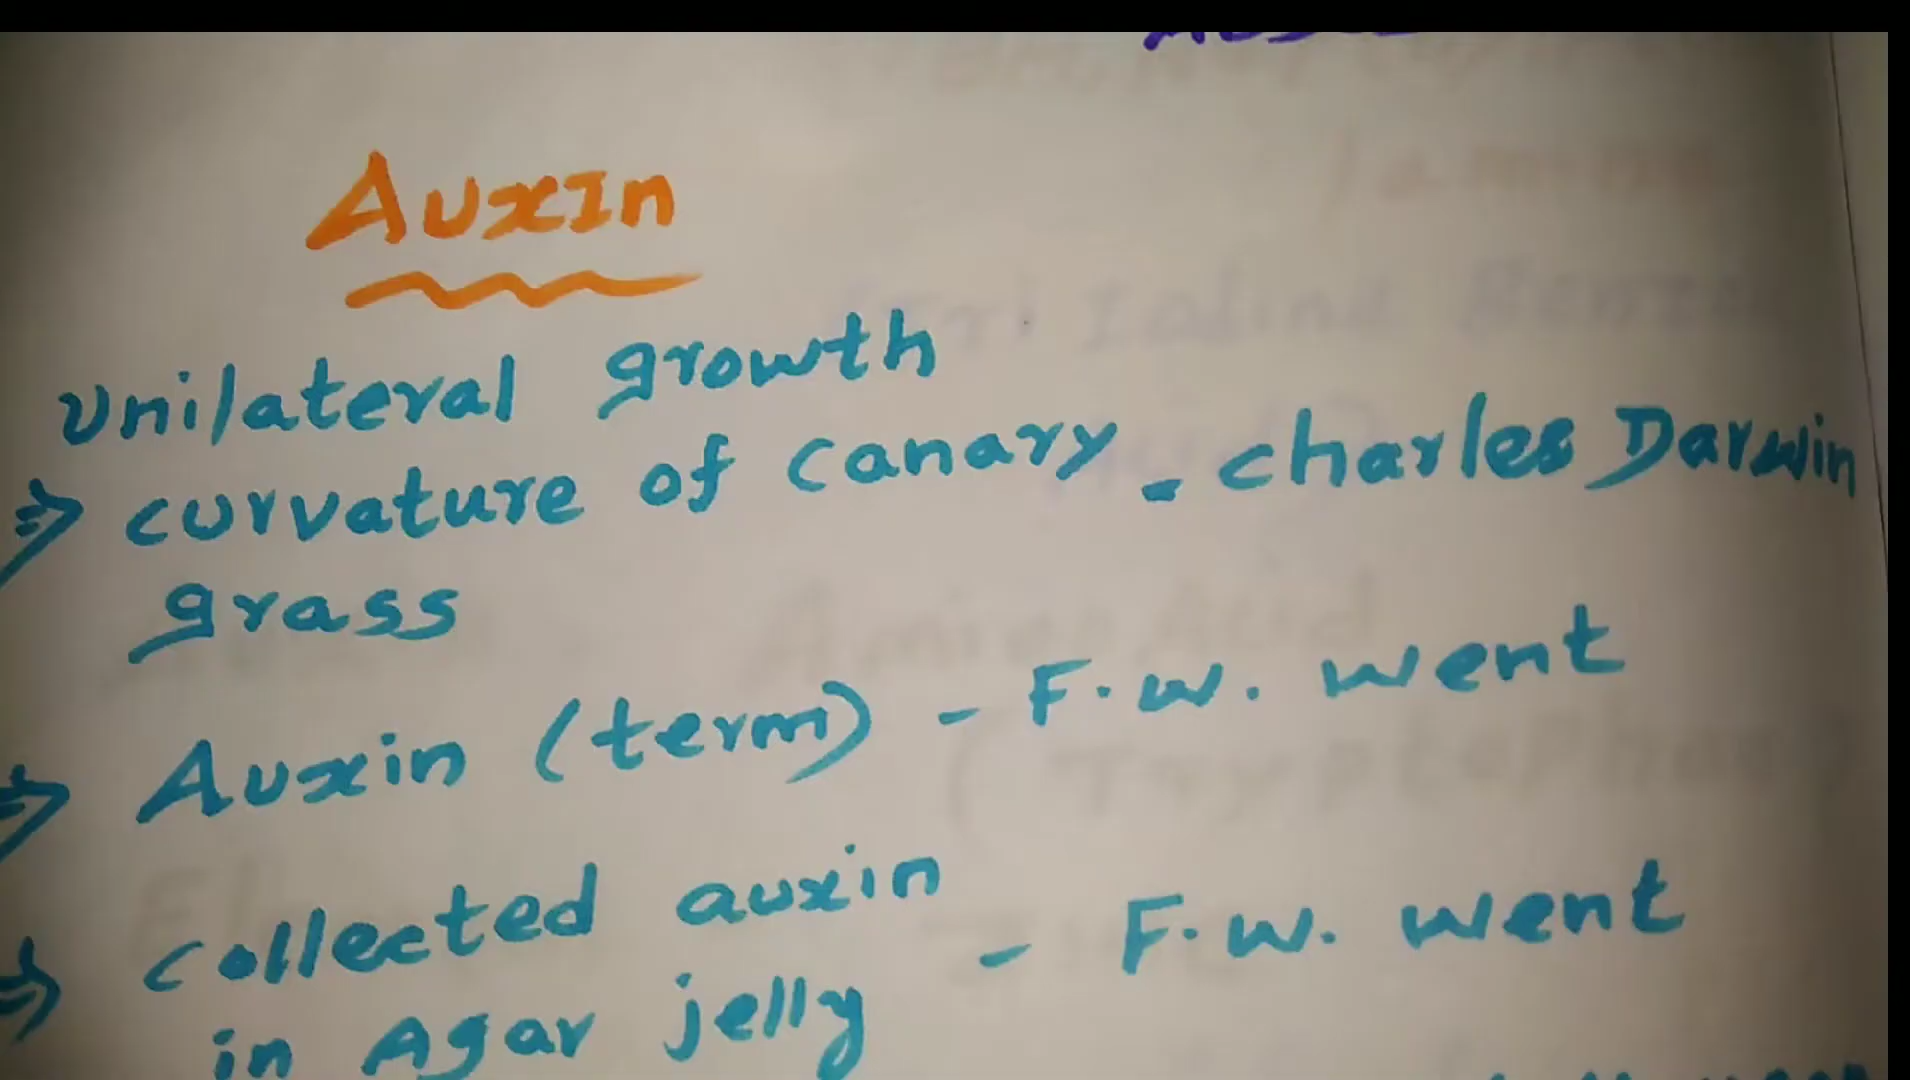 AuxIn
Unilateral growth
⇒ curvature of canary - charles Darwin
grass
⇒ Auxin (term) - F.W. Went
⇒ collected auxin
in Agar jelly - F.W. Went